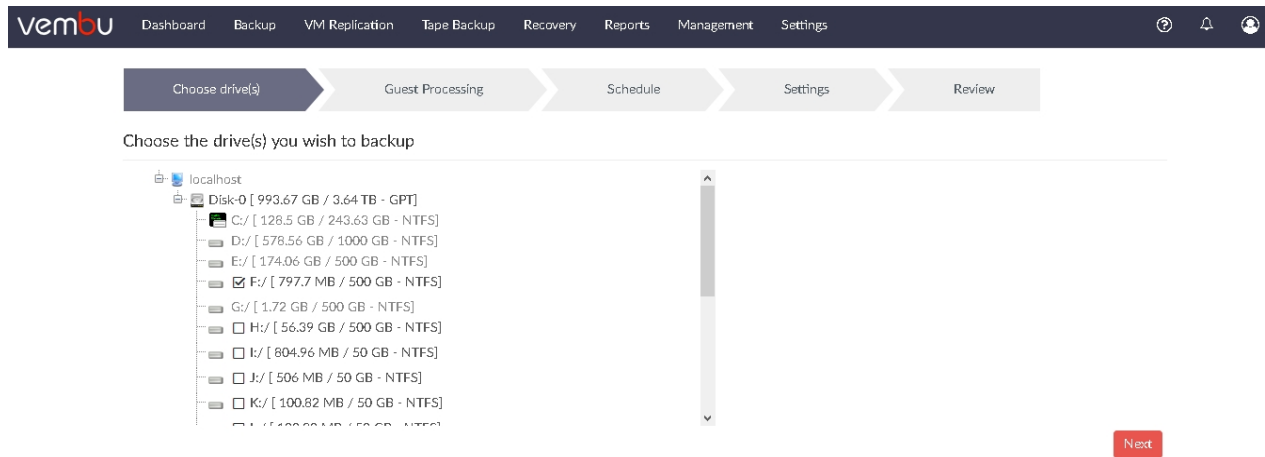 vembu Dashboard Backup VM Replication Tape Backup Recovery Reports Management Settings
Choose drive(s) Guest Processing Schedule Settings Review
Choose the drive(s) you wish to backup
localhost
Disk-0 [ 993.67 GB / 3.64 TB - GPT]
C:/ [ 128.5 GB / 243.63 GB - NTFS]
D:/ [ 578.56 GB / 1000 GB - NTFS]
E:/ [ 174.06 GB / 500 GB - NTFS]
F:/ [ 797.7 MB / 500 GB - NTFS]
G:/ [ 1.72 GB / 500 GB - NTFS]
H:/ [ 56.39 GB / 500 GB - NTFS]
I:/ [ 804.96 MB / 50 GB - NTFS]
J:/ [ 506 MB / 50 GB - NTFS]
K:/ [ 100.82 MB / 50 GB - NTFS]
Next